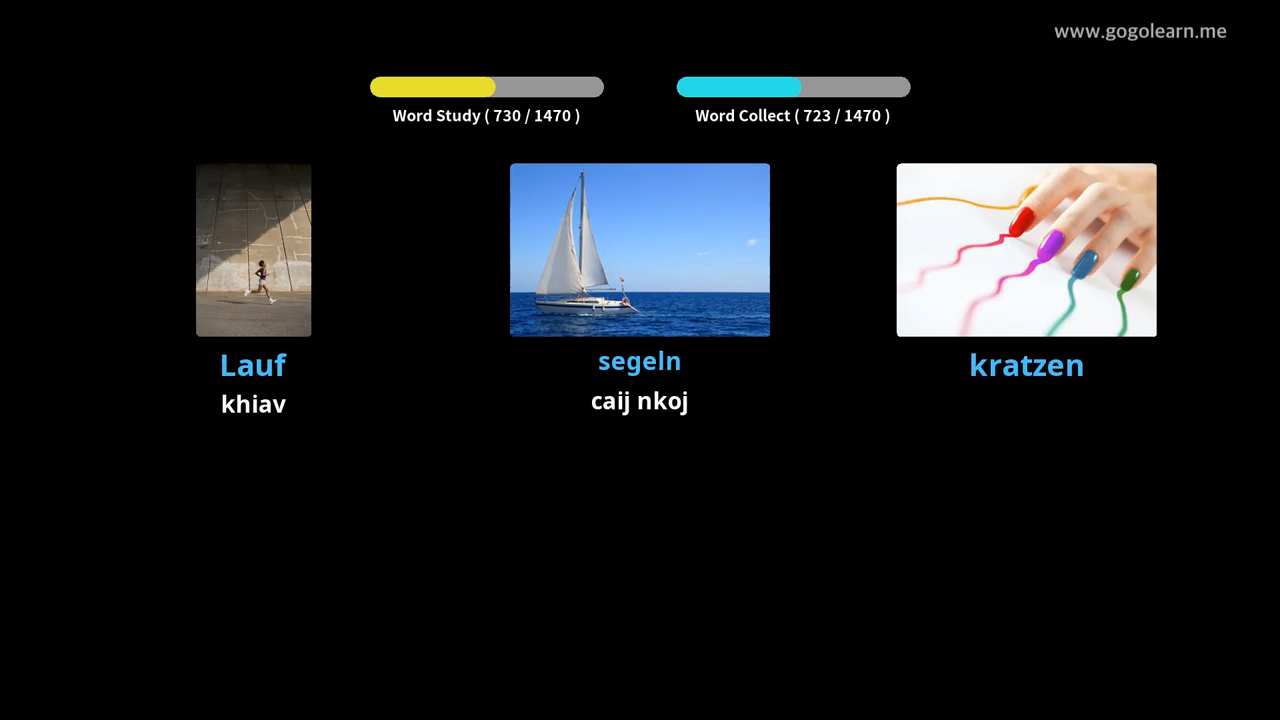 www.gogolearn.me
Word Study ( 730 / 1470 )
Word Collect ( 723 / 1470 )
Lauf
khiav
segeln
caij nkoj
kratzen